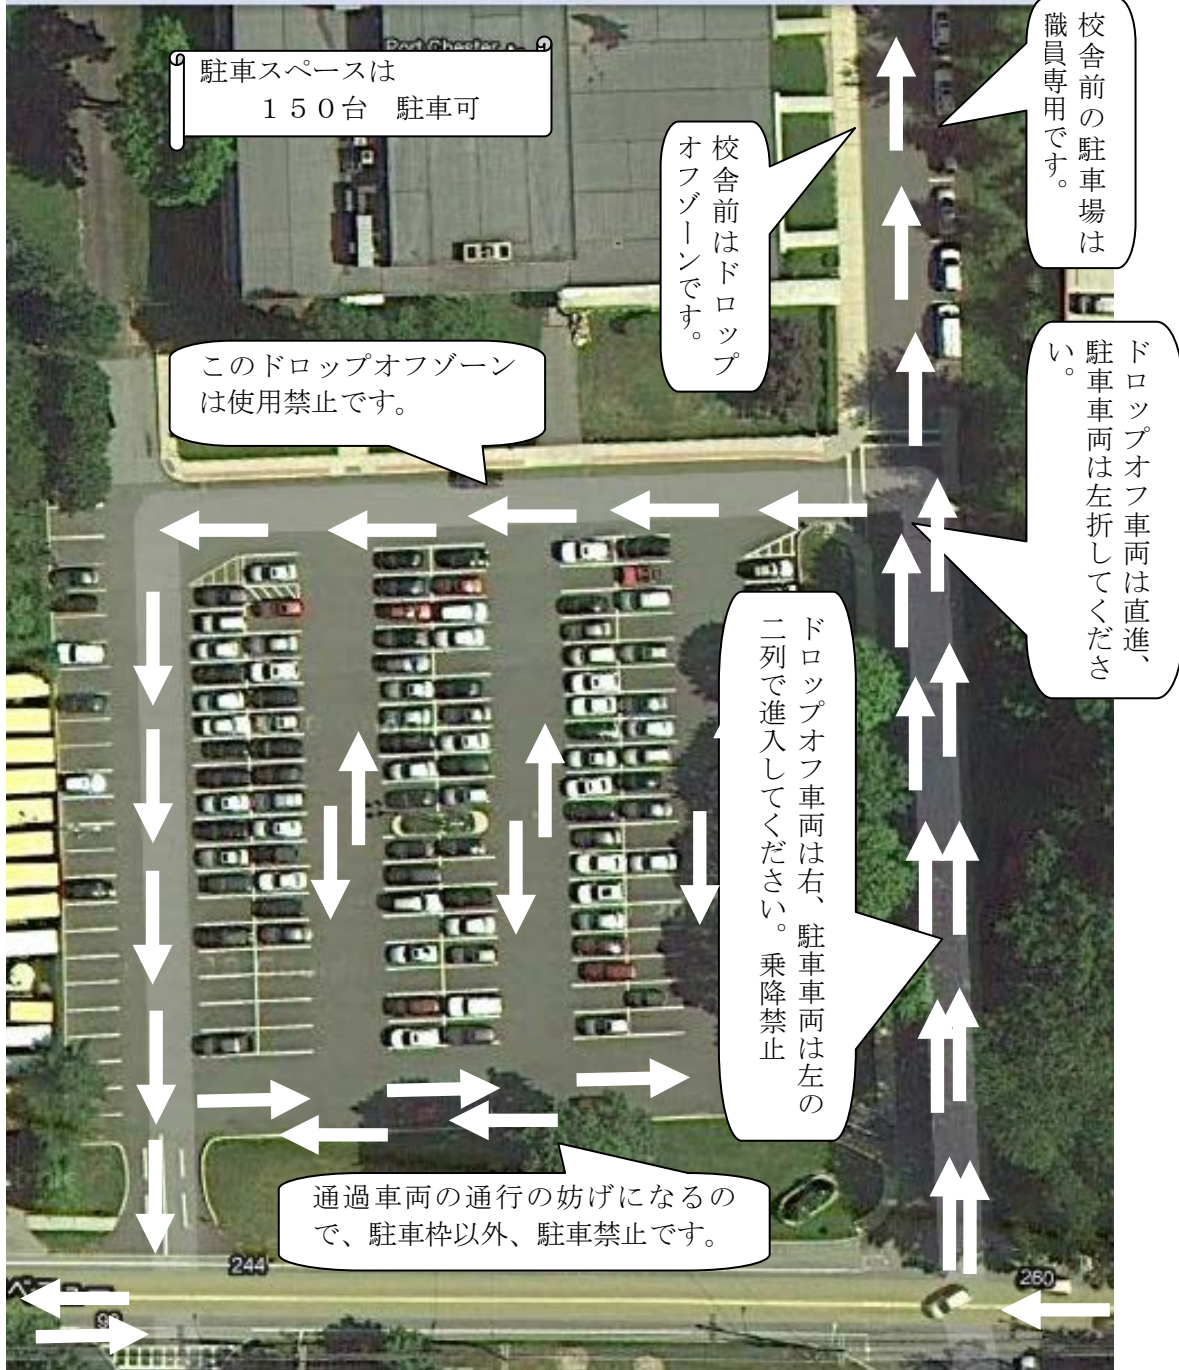 Port Chester
駐車スペースは
１５０台　駐車可
校舎前の駐車場は
職員専用です。
校舎前はドロップ
オフゾーンです。
このドロップオフゾーン
は使用禁止です。
ドロップオフ車両は直進、
駐車車両は左折してくださ
い。
ドロップオフ車両は右、駐車車両は左の
二列で進入してください。乗降禁止
通過車両の通行の妨げになるの
で、駐車枠以外、駐車禁止です。
244
260